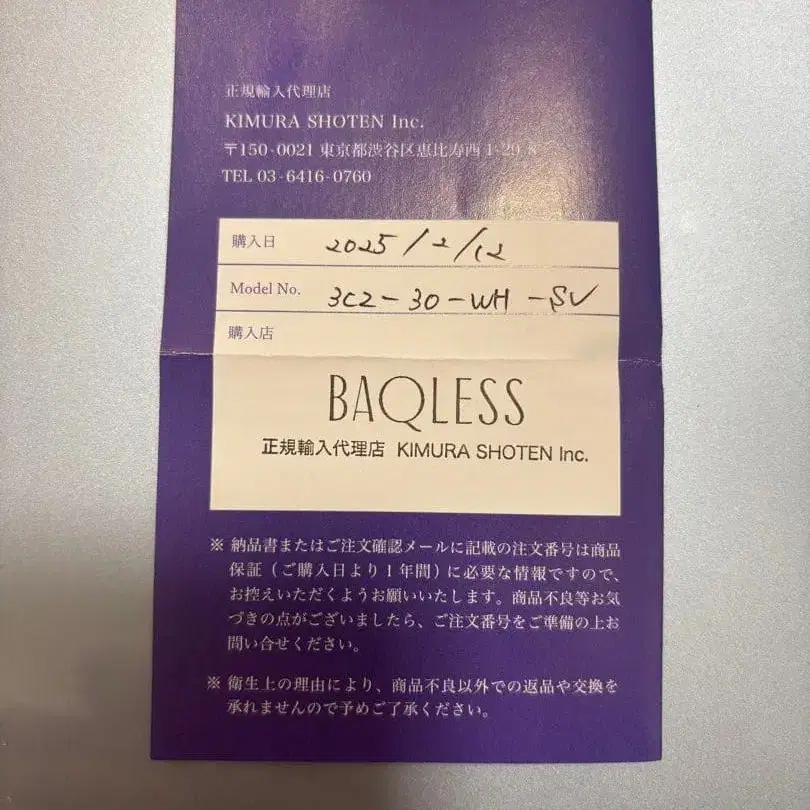 正規輸入代理店
KIMURA SHOTEN Inc.
〒150-0021 東京都渋谷区恵比寿西 1-29-8
TEL 03-6416-0760
購入日 2025/2/12
Model No. 3C2-30-WH-SV
購入店
BAQLESS
正規輸入代理店 KIMURA SHOTEN Inc.
※ 納品書またはご注文確認メールに記載の注文番号は商品
保証(ご購入日より1年間)に必要な情報ですので、
お控えいただくようお願いいたします。商品不良等お気
づきの点がございましたら、ご注文番号をご準備の上お
問い合せください。
※ 衛生上の理由により、商品不良以外での返品や交換を
承れませんので予めご了承ください。